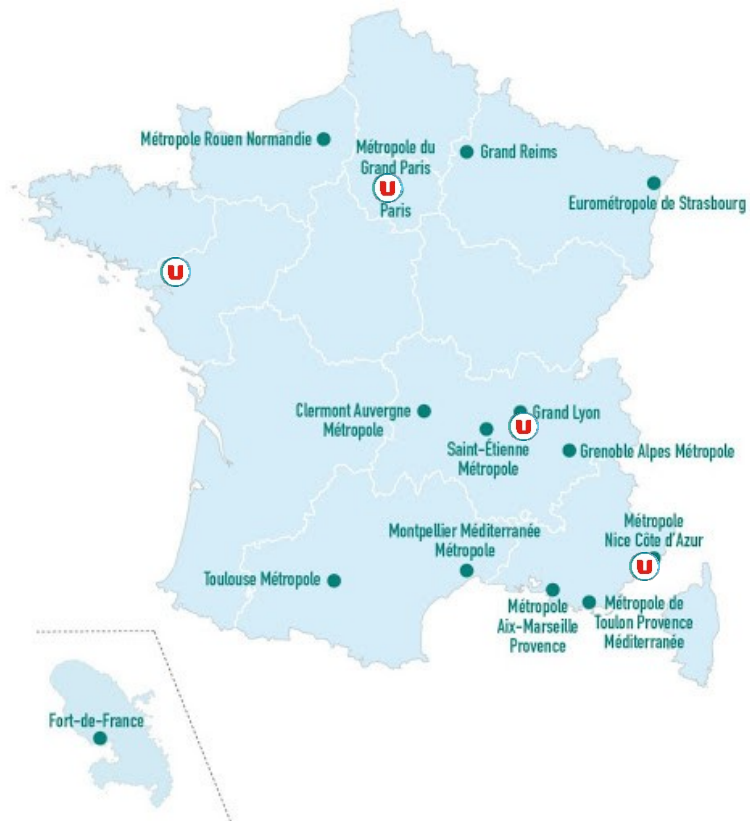 Métropole Rouen Normandie
Métropole du
Grand Paris
U
Paris
Grand Reims
Eurométropole de Strasbourg
U
Clermont Auvergne
Métropole
Grand Lyon
U
Saint-Étienne
Métropole
Grenoble Alpes Métropole
Métropole
Nice Côte d'Azur
U
Montpellier Méditerranée
Métropole
Toulouse Métropole
Métropole
Aix-Marseille
Provence
Métropole de
Toulon Provence
Méditerranée
Fort-de-France